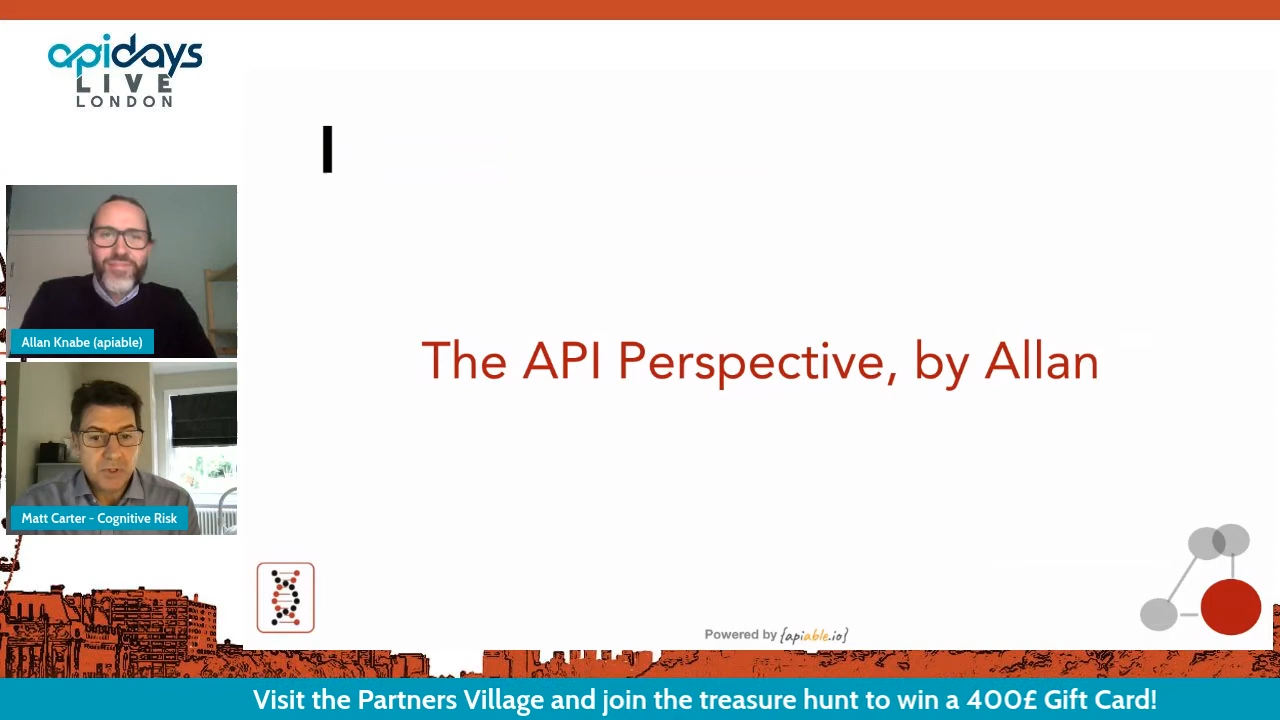 apidays
LIVE
LONDON
Allan Knabe (apiable)
Matt Carter - Cognitive Risk
The API Perspective, by Allan
Powered by {apiable.io}
Visit the Partners Village and join the treasure hunt to win a 400£ Gift Card!